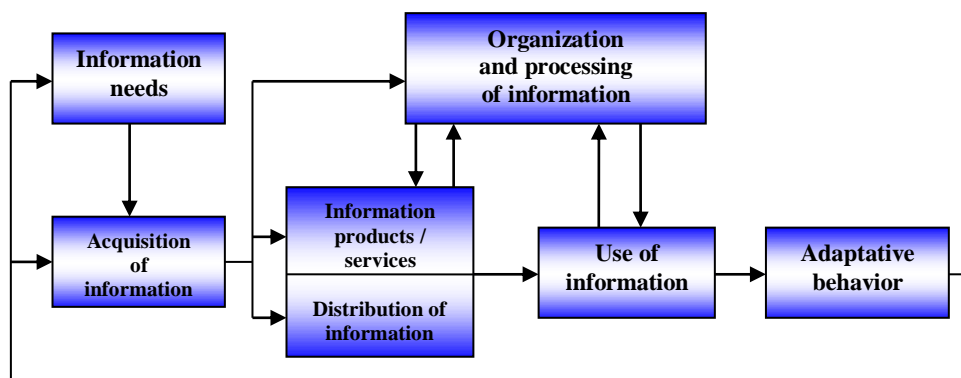 Information
needs
Organization
and processing
of information
Acquisition
of
information
Information
products /
services
Distribution of
information
Use of
information
Adaptative
behavior